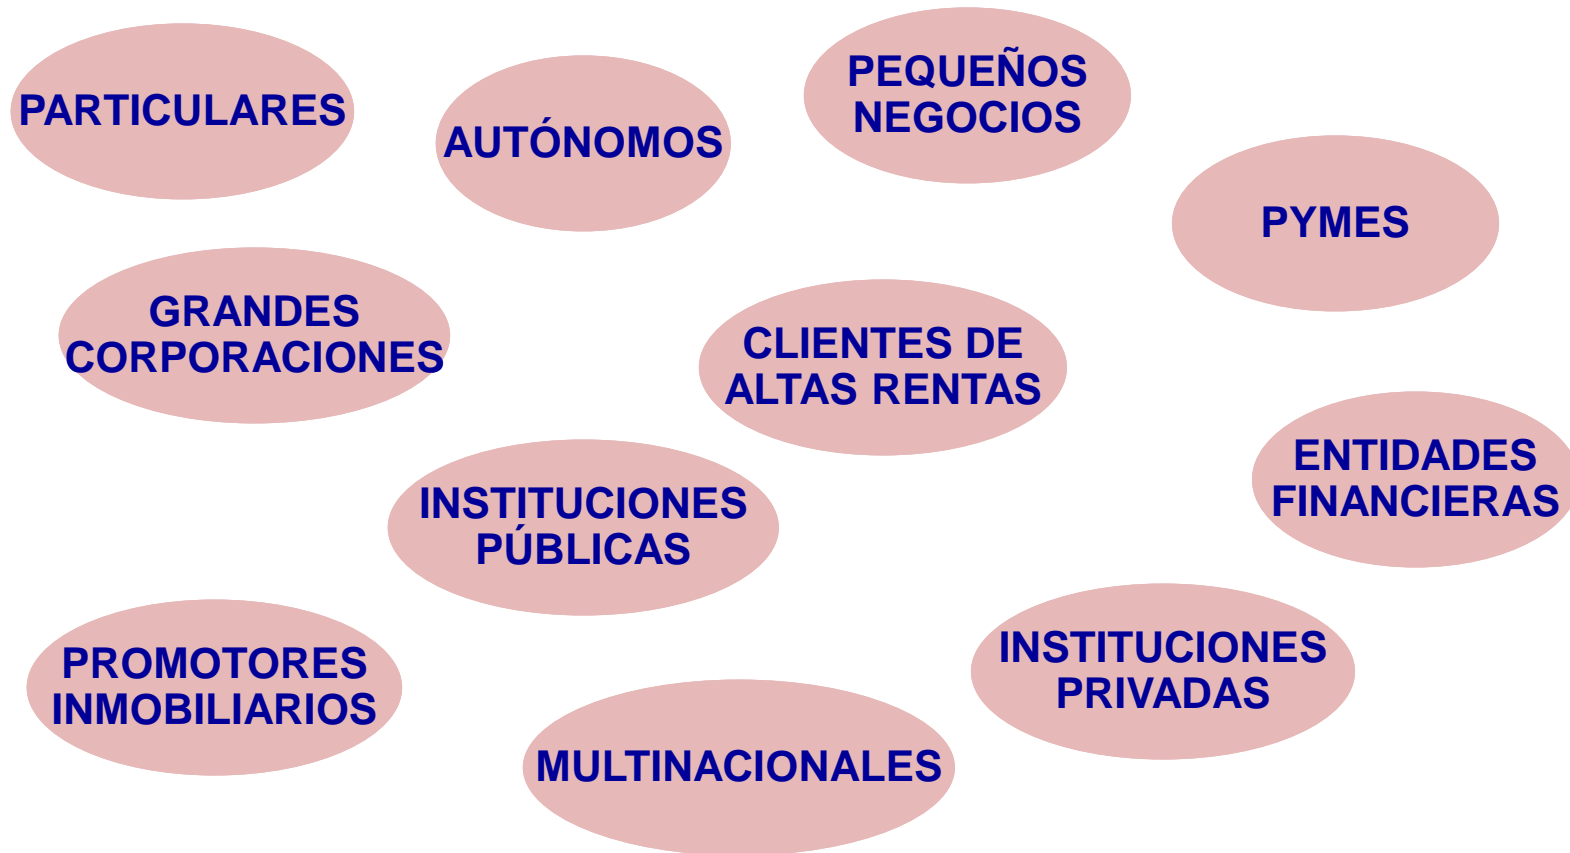 PARTICULARES
AUTÓNOMOS
PEQUEÑOS
NEGOCIOS
PYMES
GRANDES
CORPORACIONES
CLIENTES DE
ALTAS RENTAS
ENTIDADES
FINANCIERAS
INSTITUCIONES
PÚBLICAS
PROMOTORES
INMOBILIARIOS
INSTITUCIONES
PRIVADAS
MULTINACIONALES